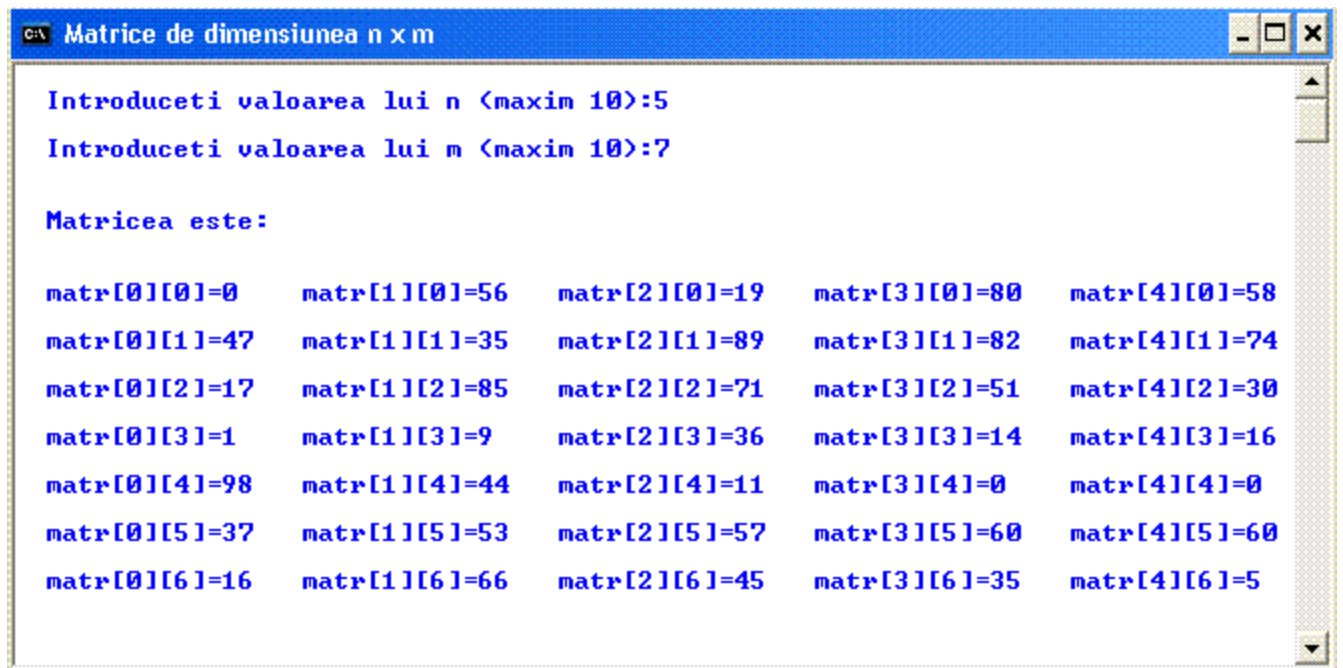 Matrice de dimensiunea n x m
Introduceti valoarea lui n (maxim 10):5
Introduceti valoarea lui m (maxim 10):7
Matricea este:
matr[0][0]=0 matr[1][0]=56 matr[2][0]=19 matr[3][0]=80 matr[4][0]=58
matr[0][1]=47 matr[1][1]=35 matr[2][1]=89 matr[3][1]=82 matr[4][1]=74
matr[0][2]=17 matr[1][2]=85 matr[2][2]=71 matr[3][2]=51 matr[4][2]=30
matr[0][3]=1 matr[1][3]=9 matr[2][3]=36 matr[3][3]=14 matr[4][3]=16
matr[0][4]=98 matr[1][4]=44 matr[2][4]=11 matr[3][4]=0 matr[4][4]=0
matr[0][5]=37 matr[1][5]=53 matr[2][5]=57 matr[3][5]=60 matr[4][5]=60
matr[0][6]=16 matr[1][6]=66 matr[2][6]=45 matr[3][6]=35 matr[4][6]=5